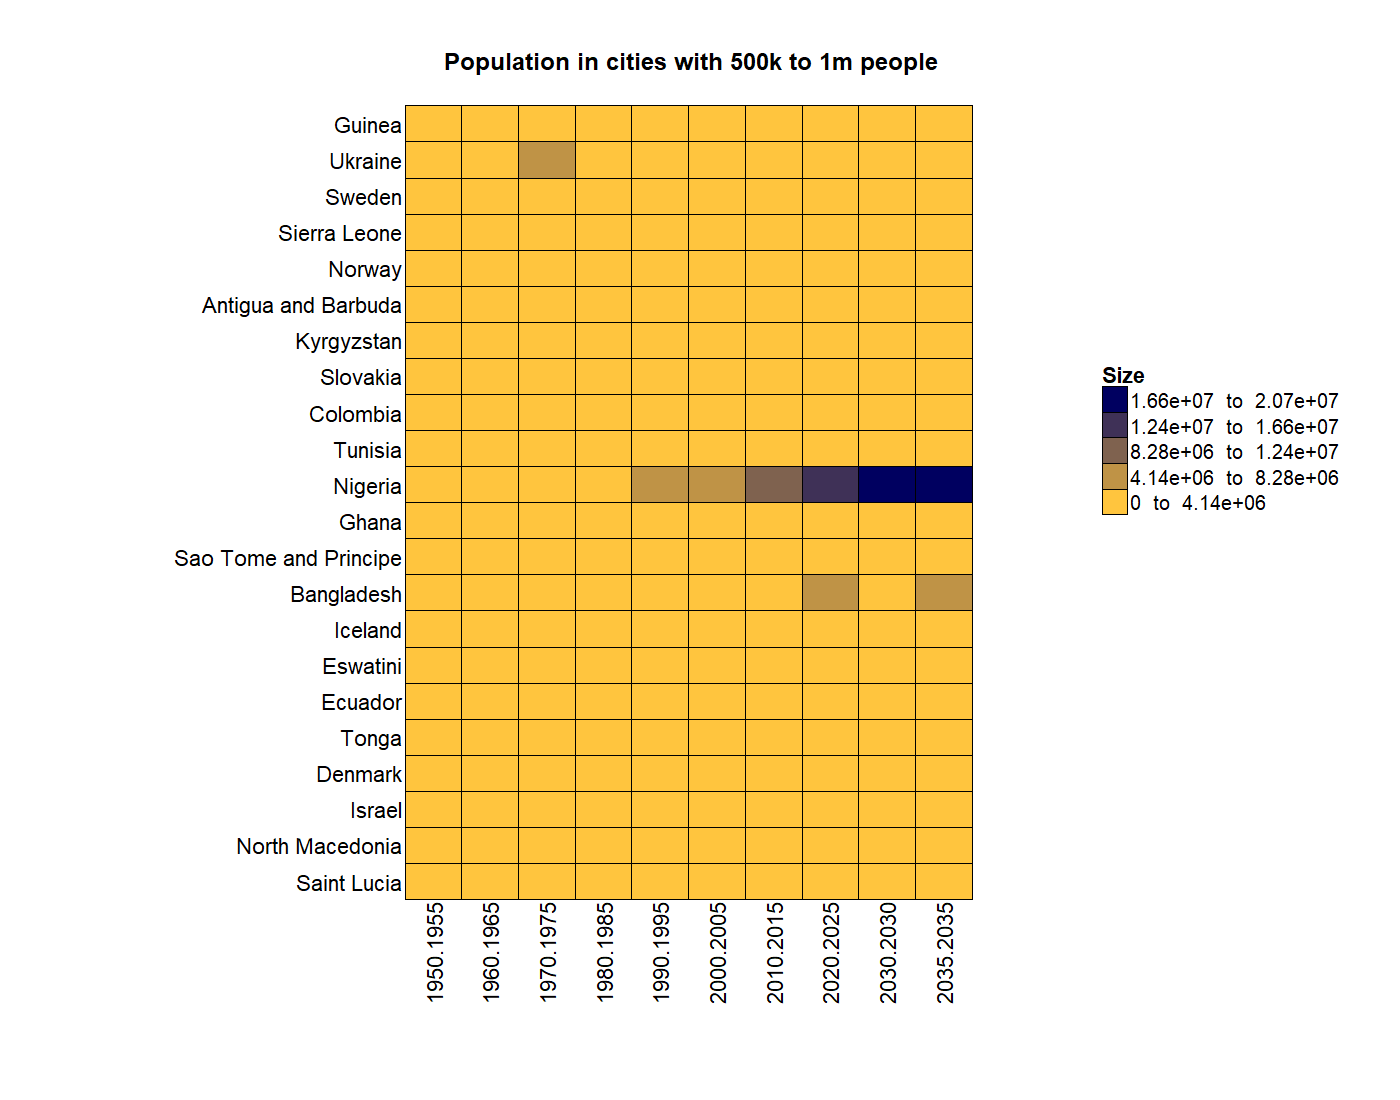 Population in cities with 500k to 1m people
Guinea
Ukraine
Sweden
Sierra Leone
Norway
Antigua and Barbuda
Kyrgyzstan
Slovakia
Colombia
Tunisia
Nigeria
Ghana
Sao Tome and Principe
Bangladesh
Iceland
Eswatini
Ecuador
Tonga
Denmark
Israel
North Macedonia
Saint Lucia
1950.1955
1960.1965
1970.1975
1980.1985
1990.1995
2000.2005
2010.2015
2020.2025
2030.2030
2035.2035
Size
1.66e+07 to 2.07e+07
1.24e+07 to 1.66e+07
8.28e+06 to 1.24e+07
4.14e+06 to 8.28e+06
0 to 4.14e+06